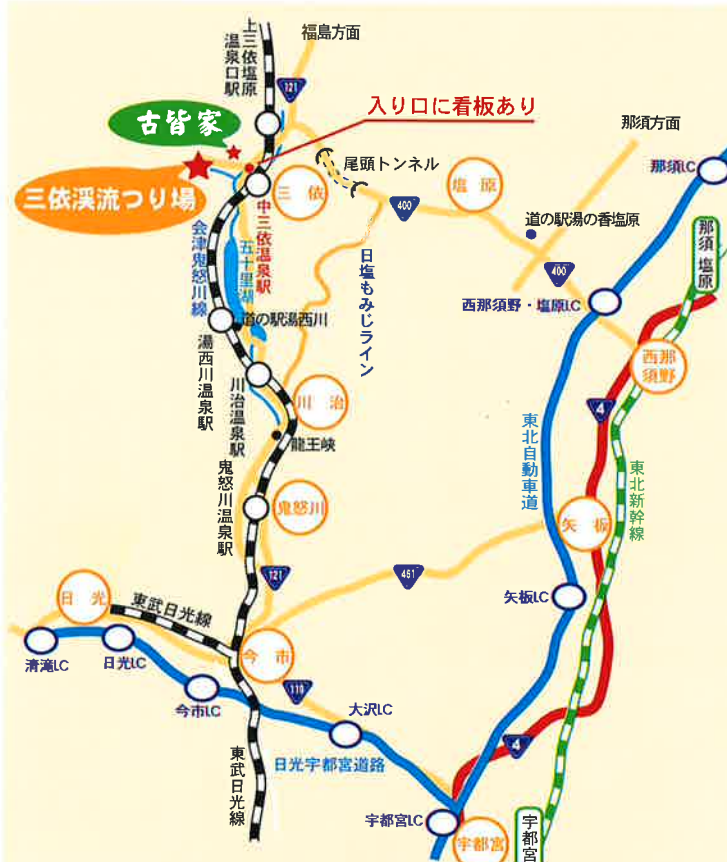 上三依塩原
温泉口駅
福島方面
121
入り口に看板あり
古皆家
那須方面
尾頭トンネル
塩原
那須I.C
三依渓流つり場
三依
中三依温泉駅
400
道の駅湯の香塩原
那須塩原
会津鬼怒川線
五十里湖
日塩もみじライン
400
西那須野・塩原I.C
道の駅湯西川
湯西川温泉駅
西那
須野
川治温泉駅
川治
4
龍王峡
東北自動車道
東北新幹線
鬼怒川温泉駅
鬼怒川
矢板
121
461
矢板I.C
日光
東武日光線
今市
清滝I.C
日光I.C
今市I.C
119
大沢I.C
4
日光宇都宮道路
東武日光線
宇都宮I.C
宇都宮
宇都宮